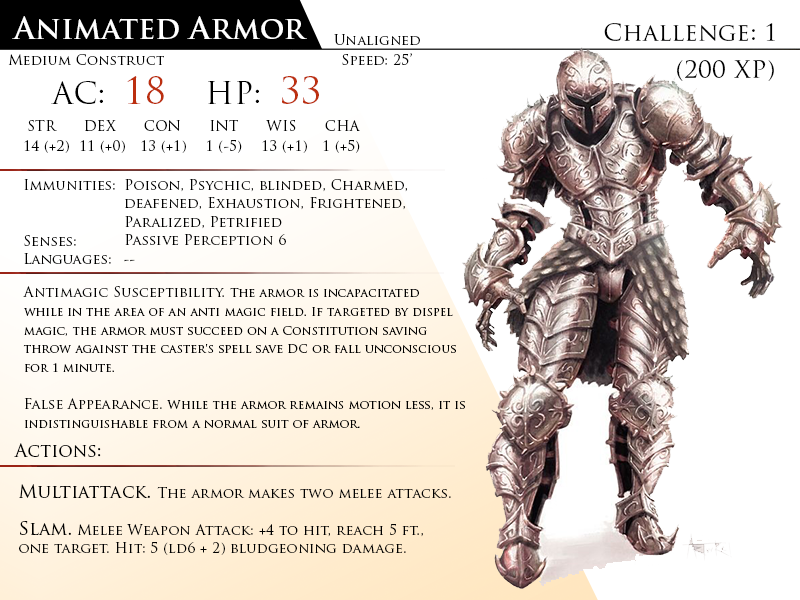 Animated Armor
Unaligned
Challenge: 1
Medium Construct
Speed: 25'
(200 XP)
AC: 18 HP: 33
STR DEX CON INT WIS CHA
14 (+2) 11 (+0) 13 (+1) 1 (-5) 13 (+1) 1 (+5)
Immunities: Poison, Psychic, blinded, Charmed,
deafened, Exhaustion, Frightened,
Paralized, Petrified
Senses: Passive Perception 6
Languages: --
Antimagic Susceptibility. The armor is incapacitated
while in the area of an anti magic field. If targeted by dispel
magic, the armor must succeed on a Constitution saving
throw against the caster's spell save DC or fall unconscious
for 1 minute.
False Appearance. While the armor remains motion less, it is
indistinguishable from a normal suit of armor.
Actions:
Multiattack. The armor makes two melee attacks.
Slam. Melee Weapon Attack: +4 to hit, reach 5 ft.,
one target. Hit: 5 (1d6 + 2) bludgeoning damage.